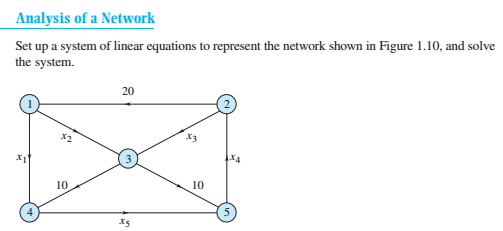 Analysis of a Network
Set up a system of linear equations to represent the network shown in Figure 1.10, and solve
the system.
20
1
2
x2
x3
x1
3
x4
10
10
4
5
x5